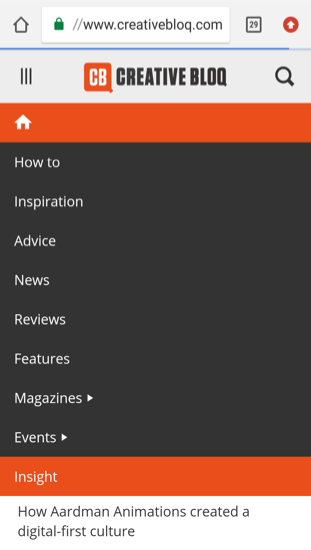 //www.creativebloq.com
29
CB CREATIVE BLOQ
How to
Inspiration
Advice
News
Reviews
Features
Magazines
Events
Insight
How Aardman Animations created a
digital-first culture